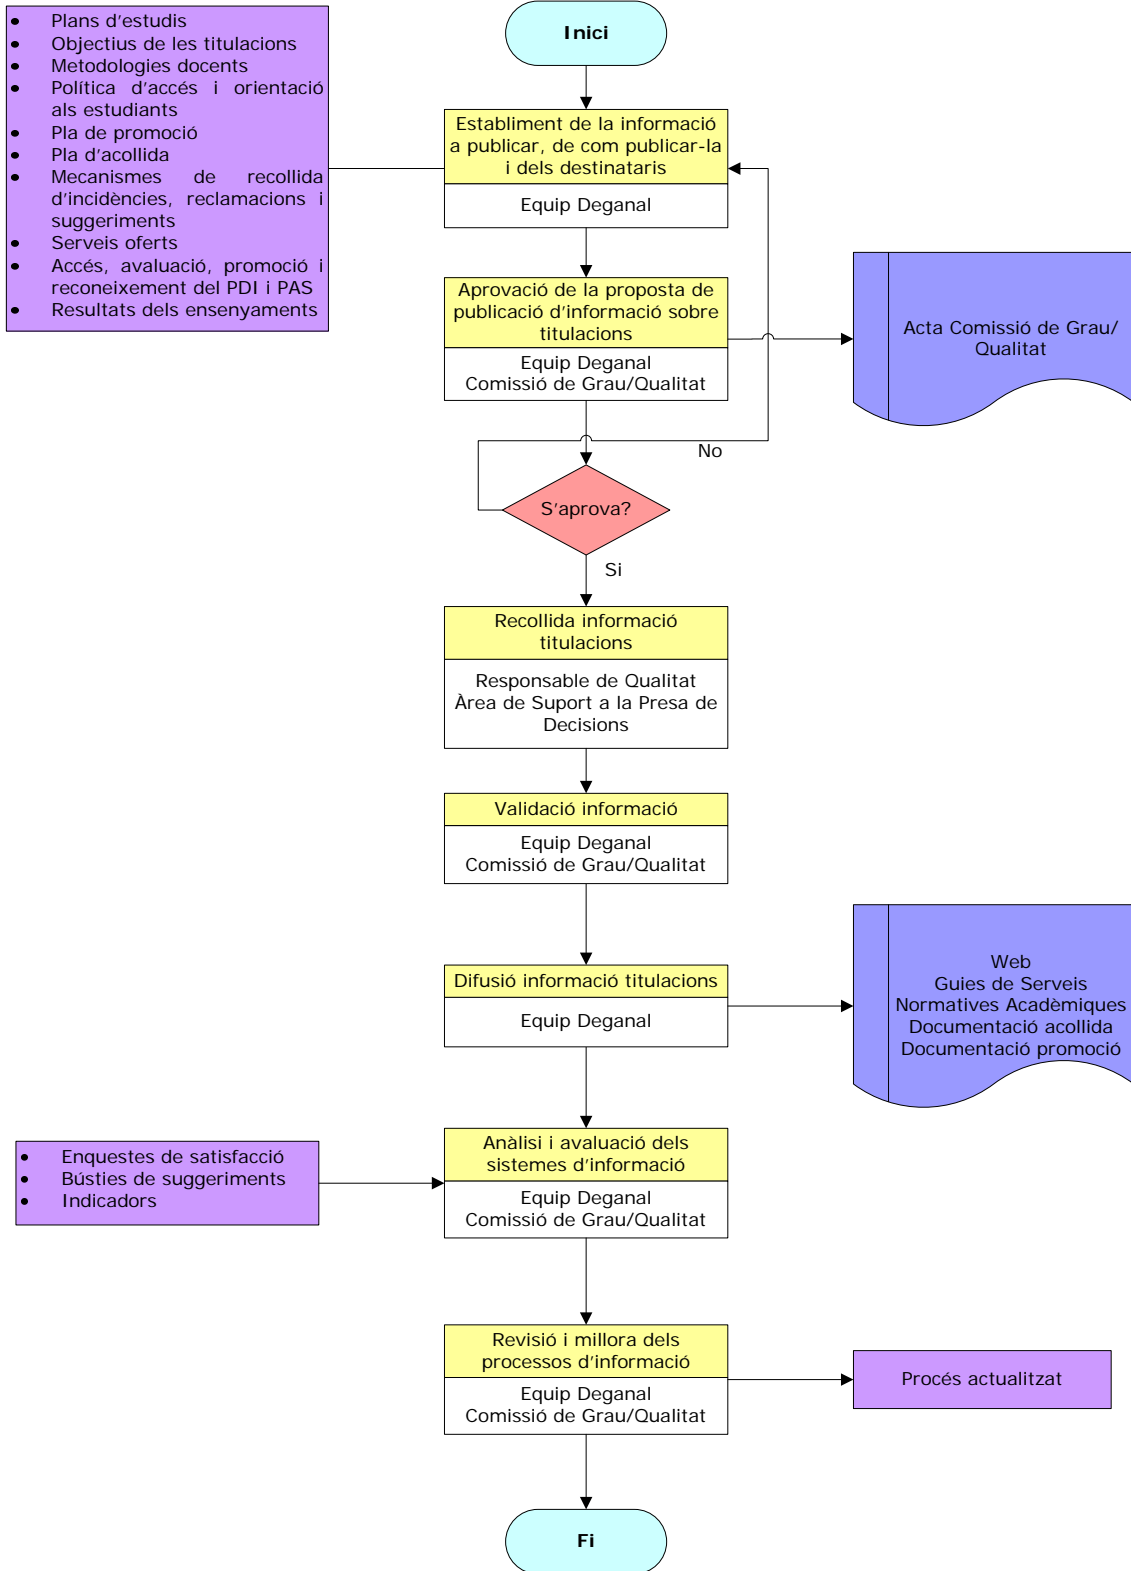 • Plans d'estudis
• Objectius de les titulacions
• Metodologies docents
• Política d'accés i orientació
als estudiants
• Pla de promoció
• Pla d'acollida
• Mecanismes de recollida
d'incidències, reclamacions i
suggeriments
• Serveis oferts
• Accés, avaluació, promoció i
reconeixement del PDI i PAS
• Resultats dels ensenyaments
Inici
Establiment de la informació
a publicar, de com publicar-la
i dels destinataris
Equip Deganal
Aprovació de la proposta de
publicació d'informació sobre
titulacions
Equip Deganal
Comissió de Grau/Qualitat
Acta Comissió de Grau/
Qualitat
No
S'aprova?
Si
Recollida informació
titulacions
Responsable de Qualitat
Àrea de Suport a la Presa de
Decisions
Validació informació
Equip Deganal
Comissió de Grau/Qualitat
Difusió informació titulacions
Equip Deganal
Web
Guies de Serveis
Normatives Acadèmiques
Documentació acollida
Documentació promoció
• Enquestes de satisfacció
• Bústies de suggeriments
• Indicadors
Anàlisi i avaluació dels
sistemes d'informació
Equip Deganal
Comissió de Grau/Qualitat
Revisió i millora dels
processos d'informació
Equip Deganal
Comissió de Grau/Qualitat
Procés actualitzat
Fi